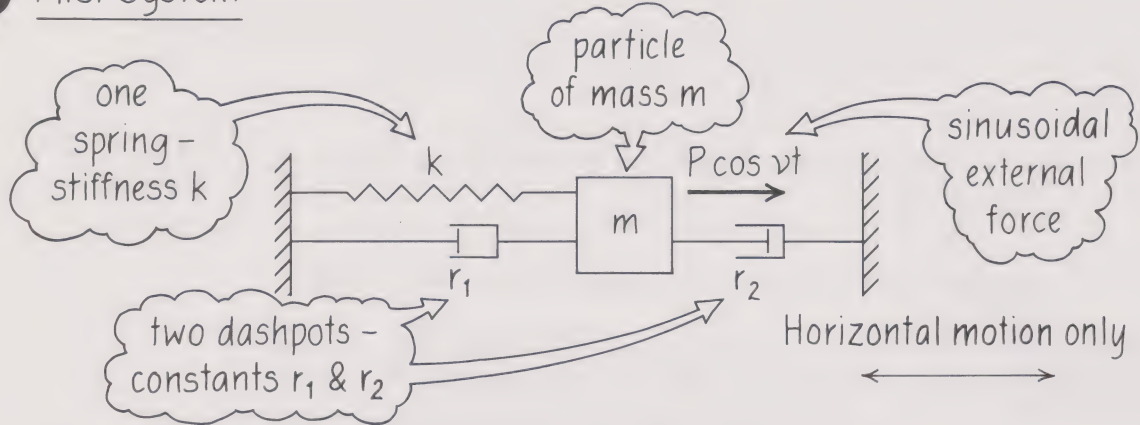 System
one
spring –
stiffness k
particle
of mass m
sinusoidal
external
force
k
P cos νt
m
r₁
r₂
two dashpots –
constants r₁ & r₂
Horizontal motion only